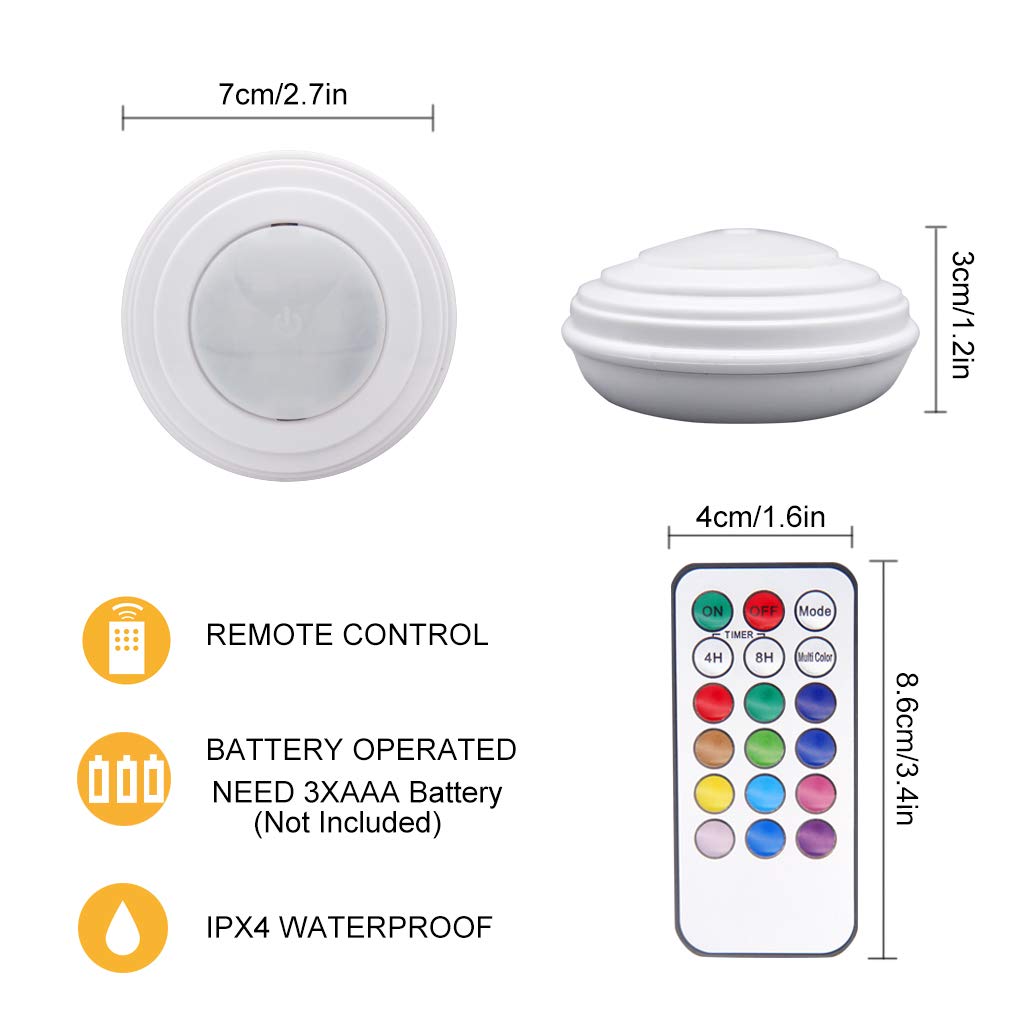 7cm/2.7in
3cm/1.2in
4cm/1.6in
ON OFF Mode
TIMER
4H 8H Multi Color
8.6cm/3.4in
REMOTE CONTROL
BATTERY OPERATED
NEED 3XAAA Battery
(Not Included)
IPX4 WATERPROOF